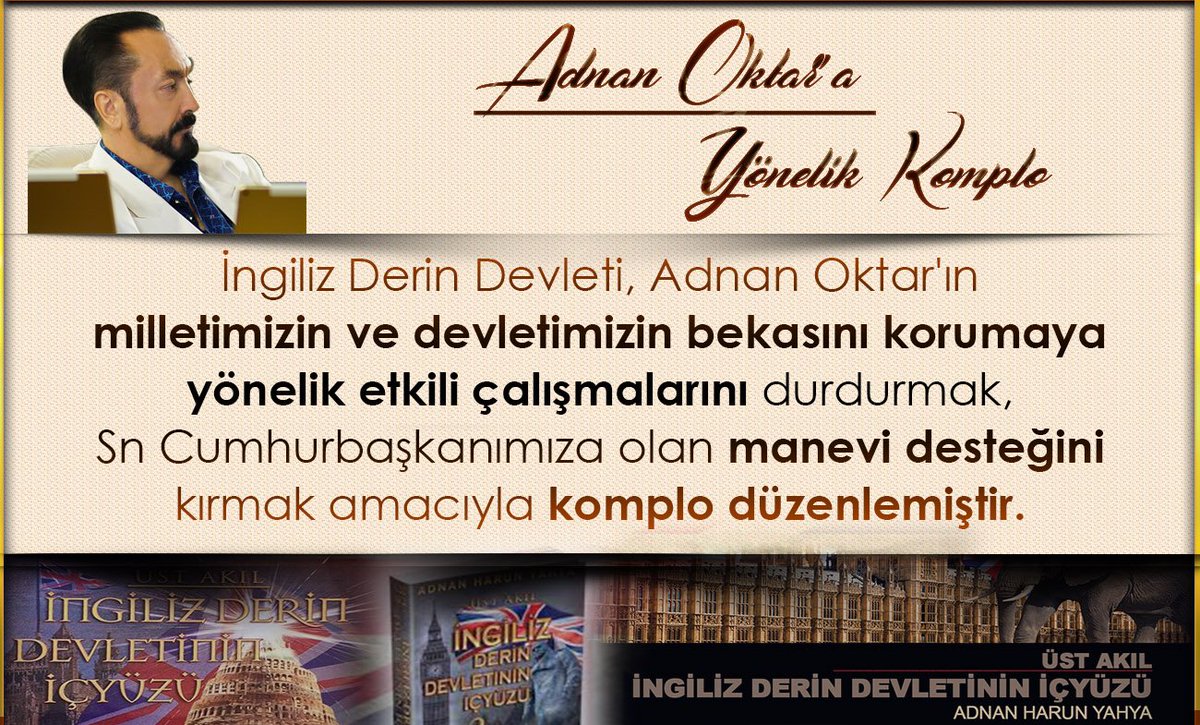 Adnan Oktar'a
Yönelik Komplo
İngiliz Derin Devleti, Adnan Oktar'ın
milletimizin ve devletimizin bekasını korumaya
yönelik etkili çalışmalarını durdurmak,
Sn Cumhurbaşkanımıza olan manevi desteğini
kırmak amacıyla komplo düzenlemiştir.
ÜST AKIL
İNGİLİZ DERİN
DEVLETİNİN
İÇYÜZÜ
ADNAN HARUN YAHYA
ÜST AKIL
İNGİLİZ
DERİN
DEVLETİNİN
İÇYÜZÜ
2
ÜST AKIL
İNGİLİZ DERİN DEVLETİNİN İÇYÜZÜ
ADNAN HARUN YAHYA